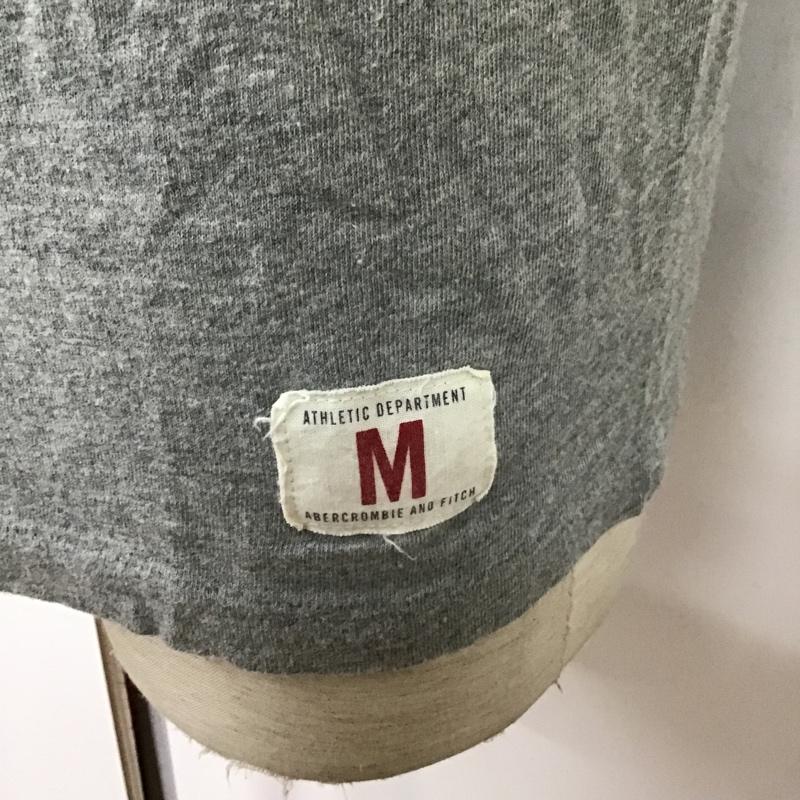 ATHLETIC DEPARTMENT
M
ABERCROMBIE AND FITCH